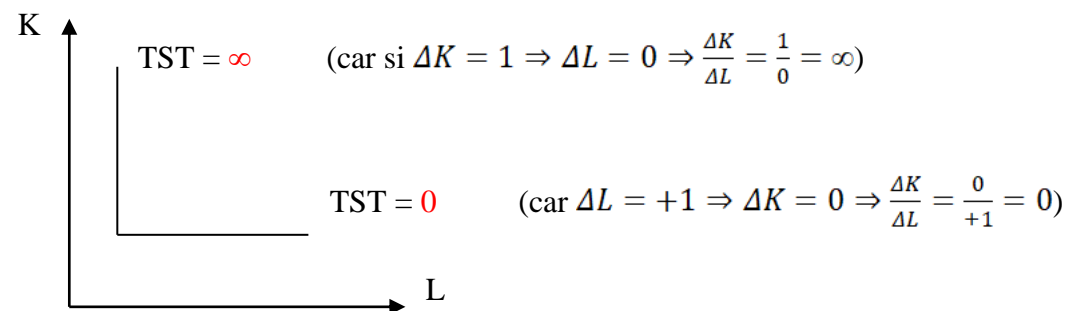 K
TST = ∞ (car si ΔK = 1 ⇒ ΔL = 0 ⇒ ΔK/ΔL = 1/0 = ∞)
TST = 0 (car ΔL = +1 ⇒ ΔK = 0 ⇒ ΔK/ΔL = 0/+1 = 0)
L